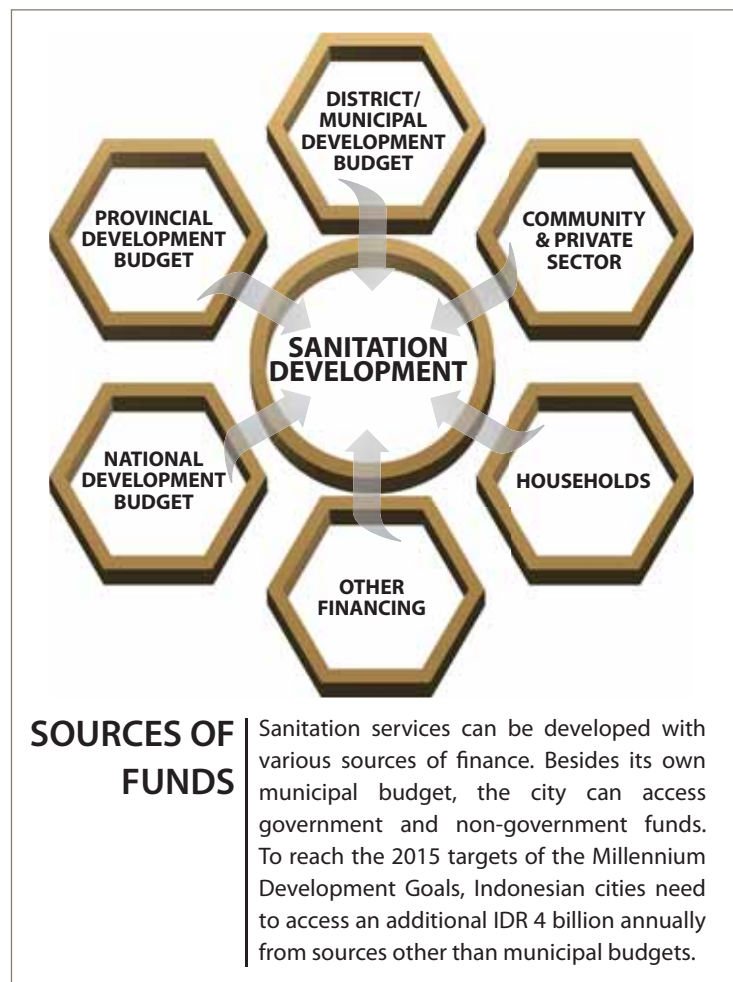 DISTRICT/
MUNICIPAL
DEVELOPMENT
BUDGET
PROVINCIAL
DEVELOPMENT
BUDGET
COMMUNITY
& PRIVATE
SECTOR
SANITATION
DEVELOPMENT
NATIONAL
DEVELOPMENT
BUDGET
HOUSEHOLDS
OTHER
FINANCING
SOURCES OF
FUNDS
Sanitation services can be developed with
various sources of finance. Besides its own
municipal budget, the city can access
government and non-government funds.
To reach the 2015 targets of the Millennium
Development Goals, Indonesian cities need
to access an additional IDR 4 billion annually
from sources other than municipal budgets.